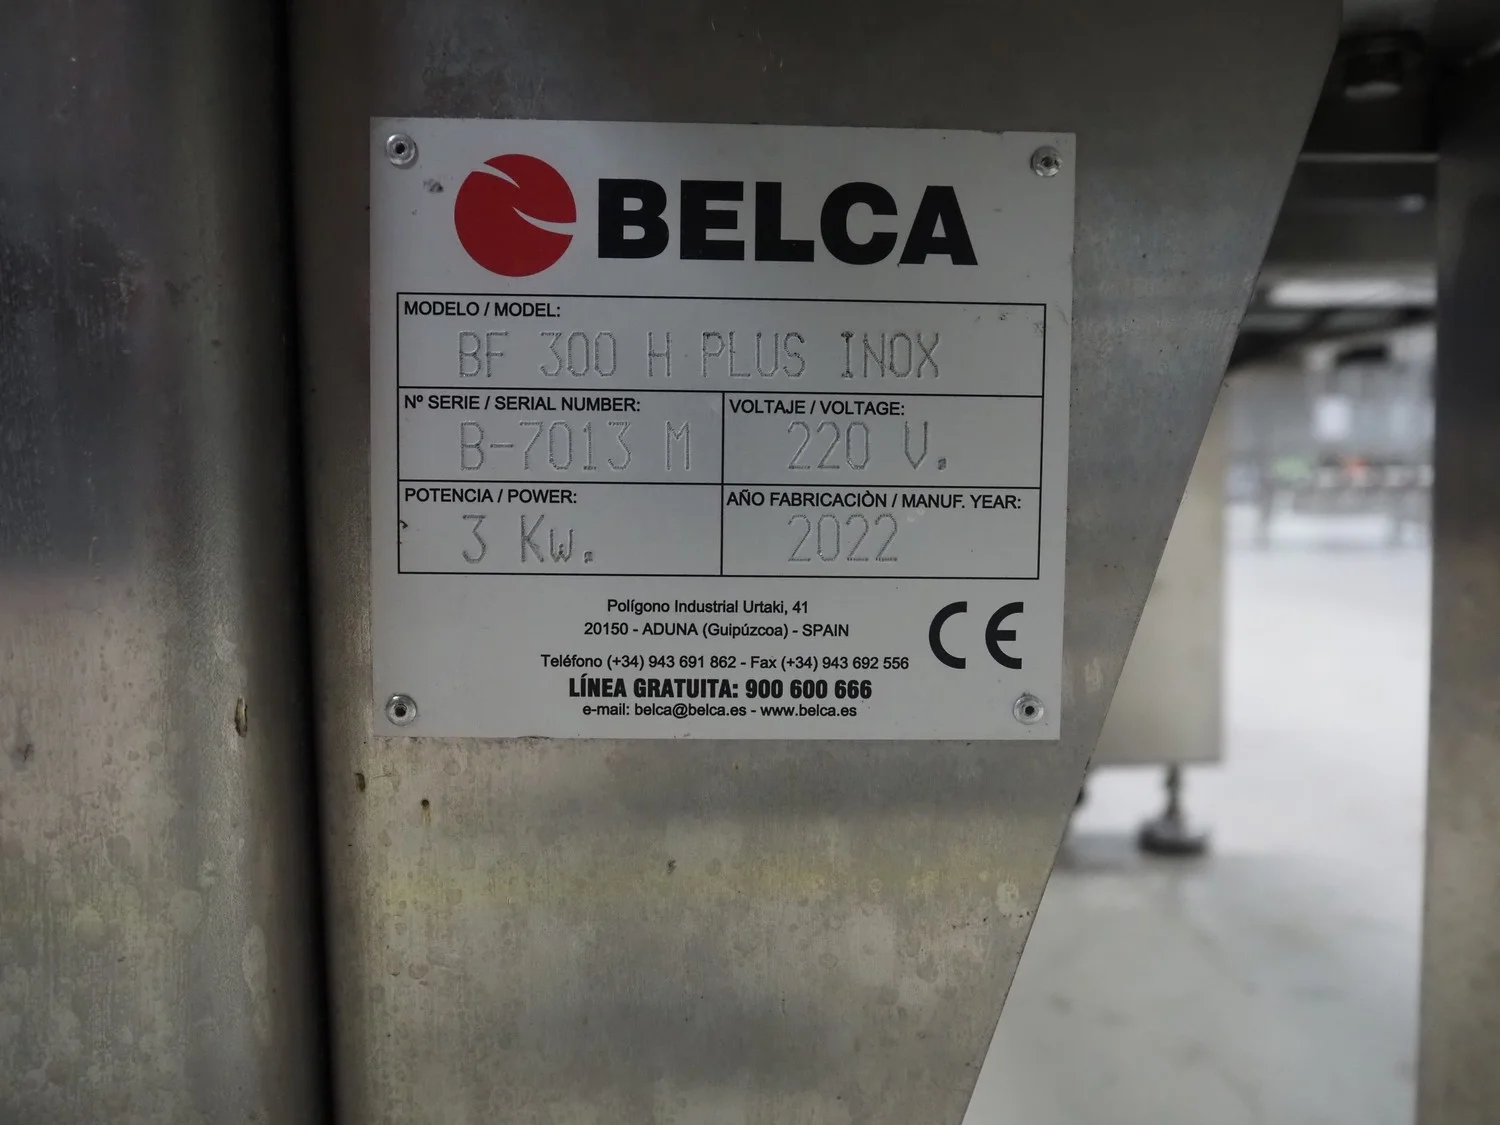 BELCA
MODELO / MODEL:
BF 300 H PLUS INOX
Nº SERIE / SERIAL NUMBER:
B-7013 M
VOLTAJE / VOLTAGE:
220 V.
POTENCIA / POWER:
3 Kw.
AÑO FABRICACIÒN / MANUF. YEAR:
2022
Polígono Industrial Urtaki, 41
20150 - ADUNA (Guipúzcoa) - SPAIN
Teléfono (+34) 943 691 862 - Fax (+34) 943 692 556
LÍNEA GRATUITA: 900 600 666
e-mail: belca@belca.es - www.belca.es
CE